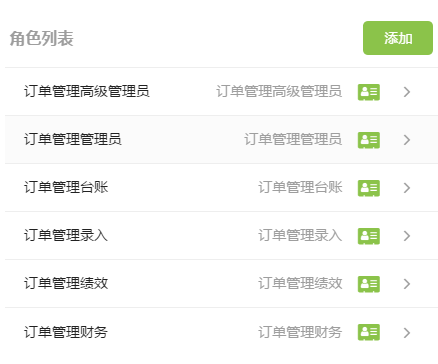 角色列表 添加
订单管理高级管理员 订单管理高级管理员
订单管理管理员 订单管理管理员
订单管理台账 订单管理台账
订单管理录入 订单管理录入
订单管理绩效 订单管理绩效
订单管理财务 订单管理财务